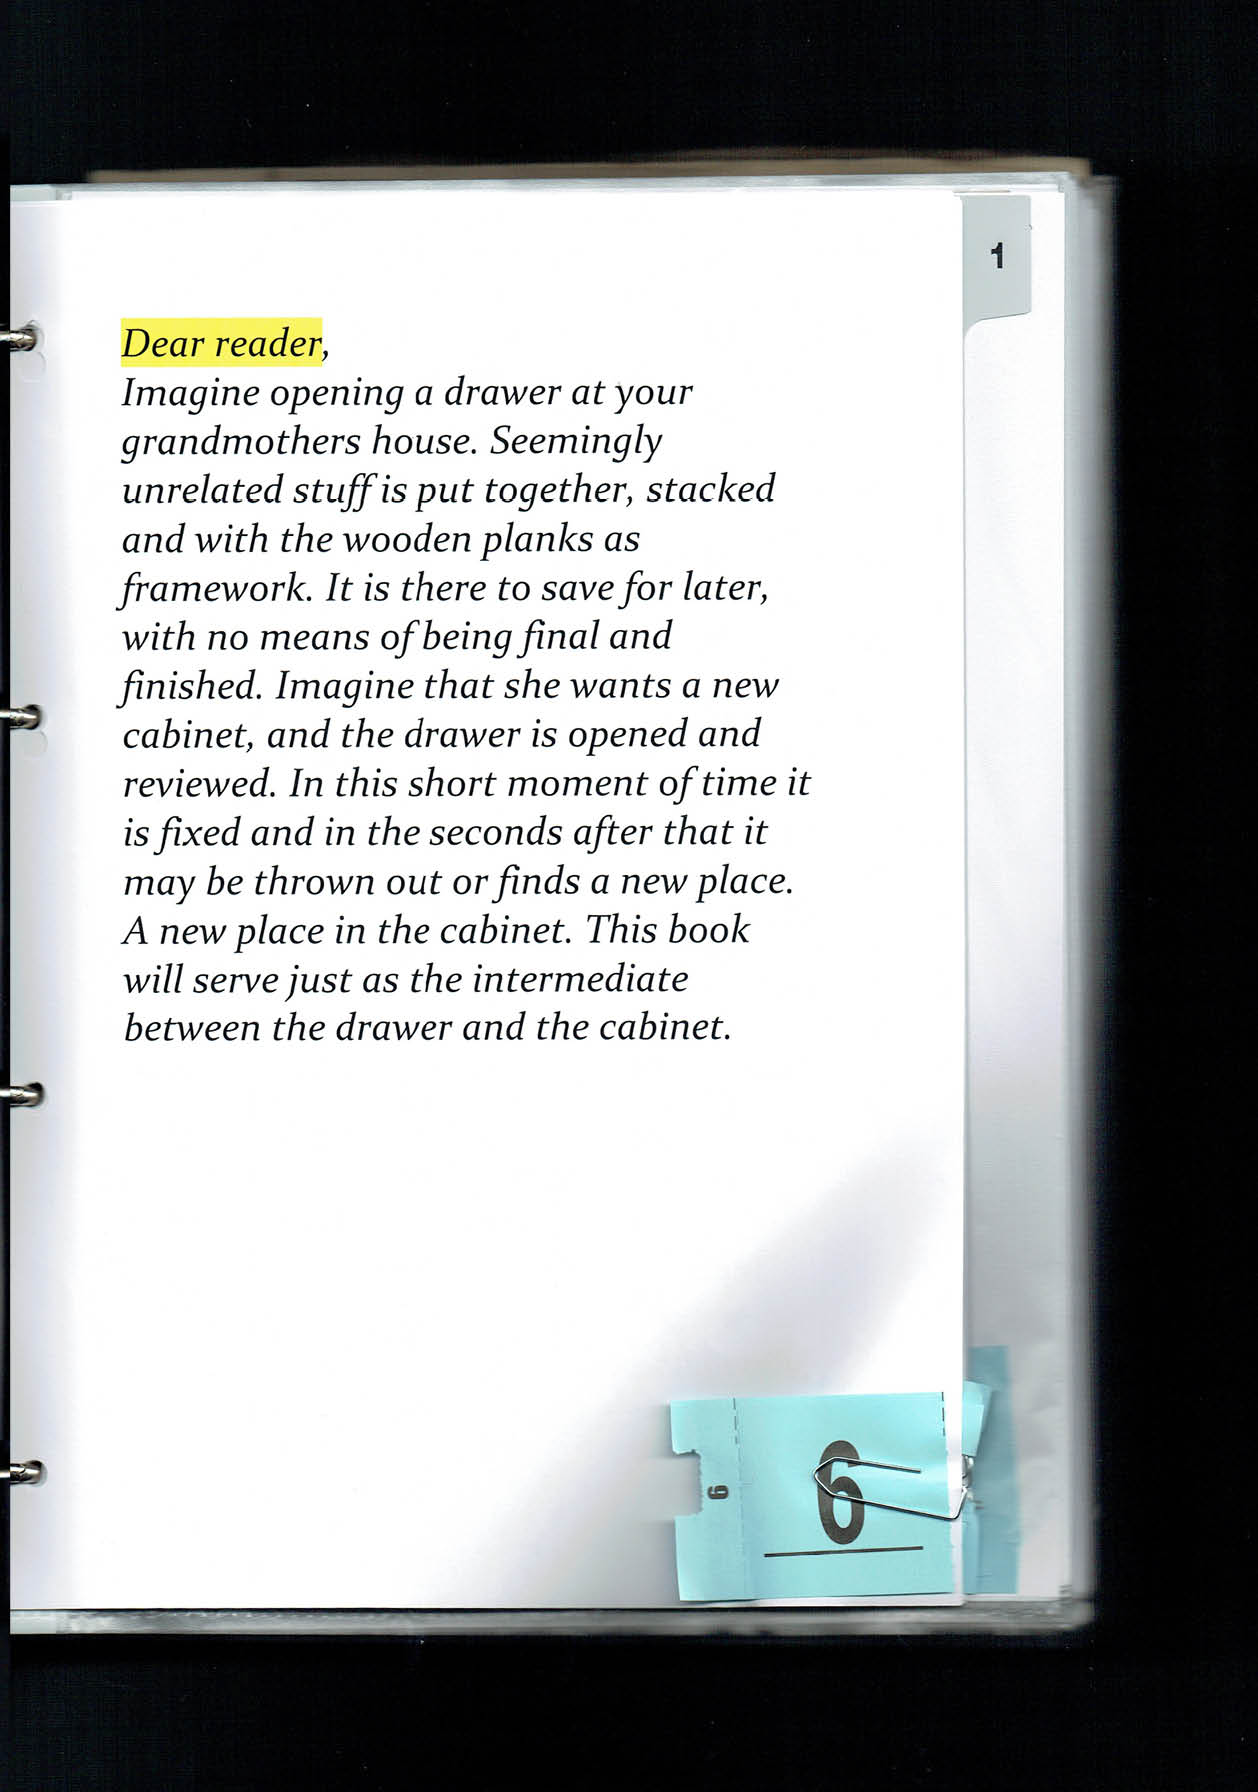 1
Dear reader,
Imagine opening a drawer at your
grandmothers house. Seemingly
unrelated stuff is put together, stacked
and with the wooden planks as
framework. It is there to save for later,
with no means of being final and
finished. Imagine that she wants a new
cabinet, and the drawer is opened and
reviewed. In this short moment of time it
is fixed and in the seconds after that it
may be thrown out or finds a new place.
A new place in the cabinet. This book
will serve just as the intermediate
between the drawer and the cabinet.
6
6